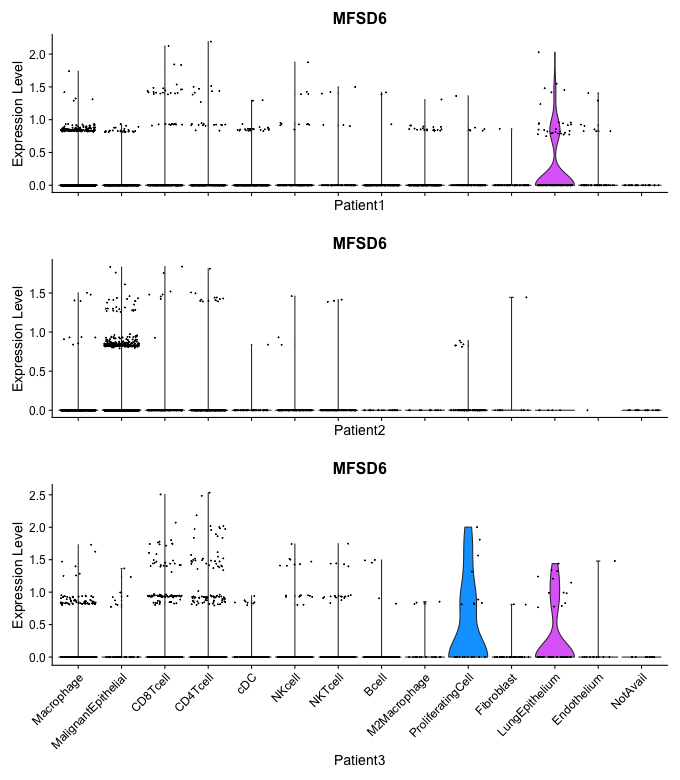 MFSD6
Expression Level
2.0
1.5
1.0
0.5
0.0
Patient1
MFSD6
Expression Level
1.5
1.0
0.5
0.0
Patient2
MFSD6
Expression Level
2.5
2.0
1.5
1.0
0.5
0.0
Macrophage
MalignantEpithelial
CD8Tcell
CD4Tcell
cDC
NKcell
NKTcell
Bcell
M2Macrophage
ProliferatingCell
Fibroblast
LungEpithelium
Endothelium
NotAvail
Patient3